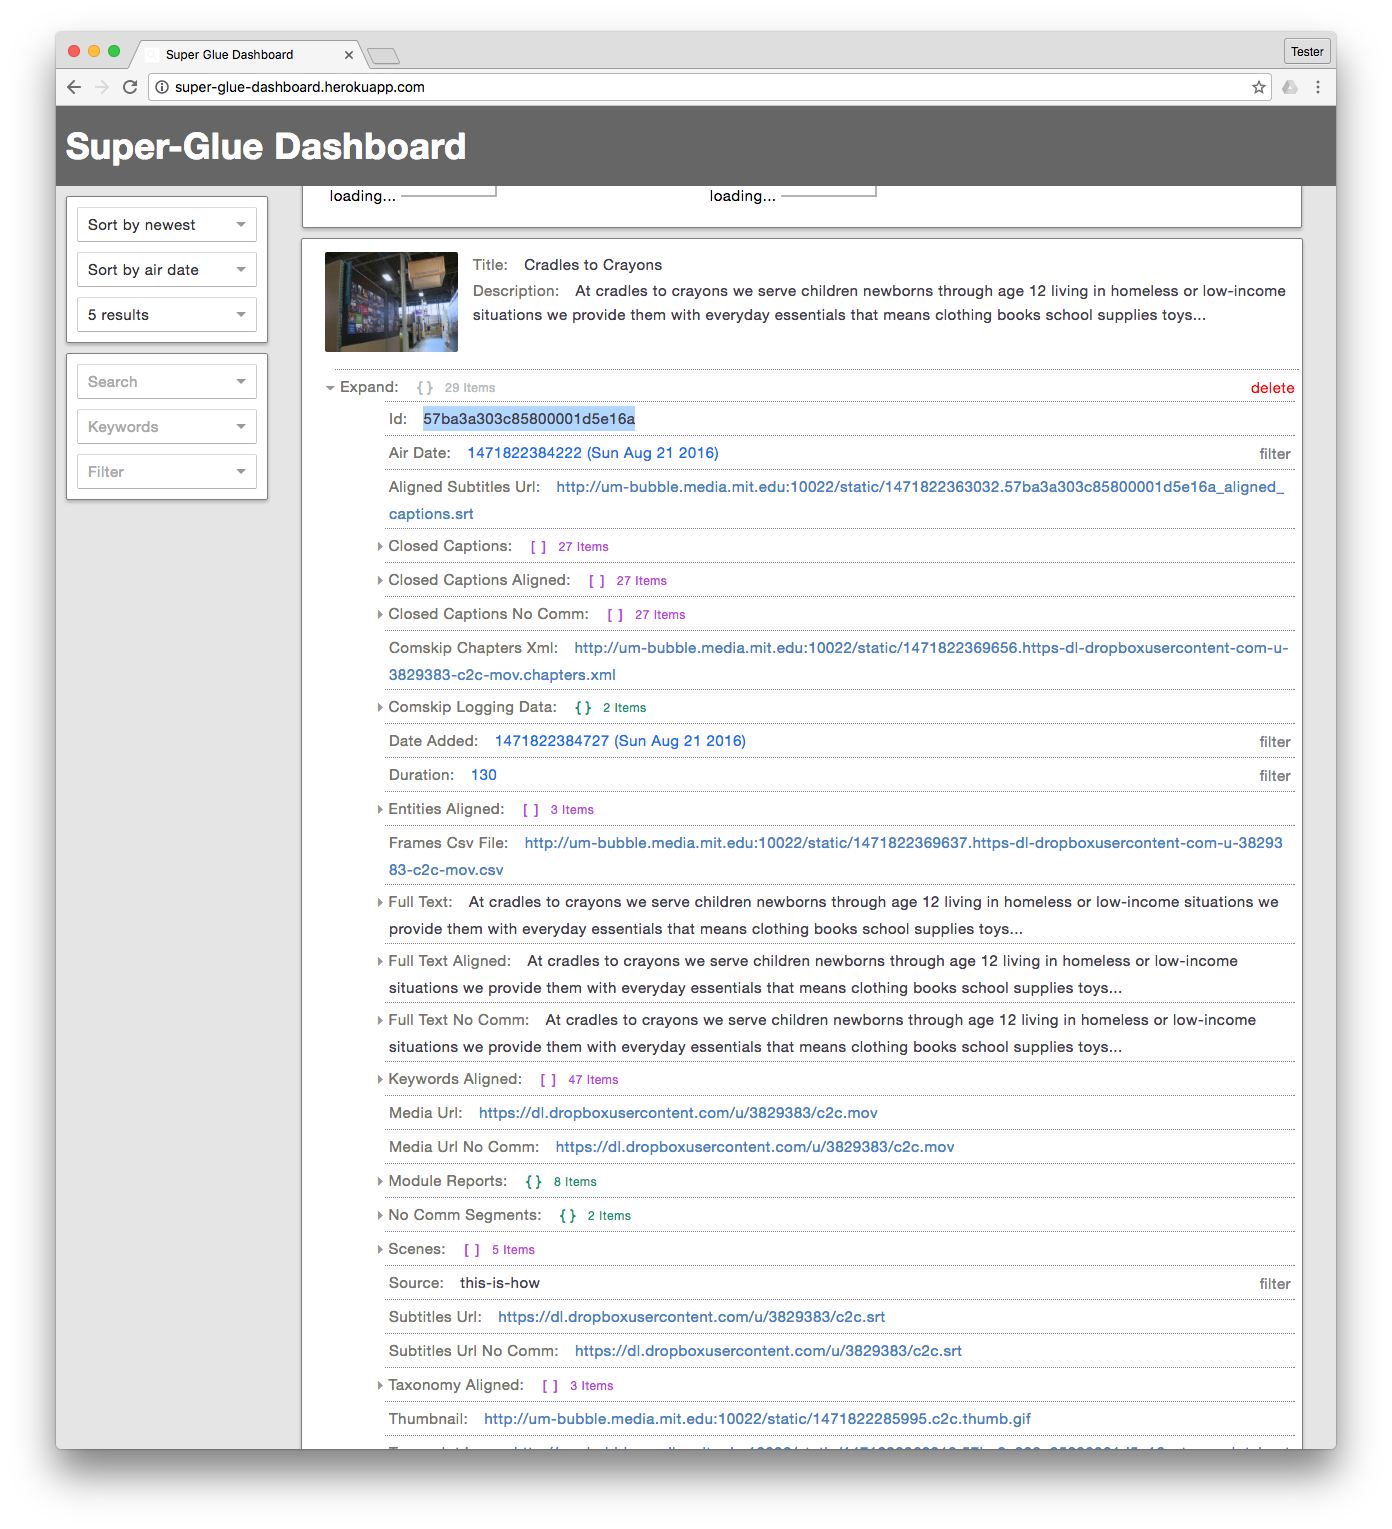 Super Glue Dashboard
Tester
super-glue-dashboard.herokuapp.com
Super-Glue Dashboard
loading... loading...
Sort by newest
Sort by air date
5 results
Search
Keywords
Filter
Title: Cradles to Crayons
Description: At cradles to crayons we serve children newborns through age 12 living in homeless or low-income
situations we provide them with everyday essentials that means clothing books school supplies toys...
Expand: { } 29 Items delete
Id: 57ba3a303c85800001d5e16a
Air Date: 1471822384222 (Sun Aug 21 2016) filter
Aligned Subtitles Url: http://um-bubble.media.mit.edu:10022/static/1471822363032.57ba3a303c85800001d5e16a_aligned_
captions.srt
Closed Captions: [ ] 27 Items
Closed Captions Aligned: [ ] 27 Items
Closed Captions No Comm: [ ] 27 Items
Comskip Chapters Xml: http://um-bubble.media.mit.edu:10022/static/1471822369656.https-dl-dropboxusercontent-com-u-
3829383-c2c-mov.chapters.xml
Comskip Logging Data: { } 2 Items
Date Added: 1471822384727 (Sun Aug 21 2016) filter
Duration: 130 filter
Entities Aligned: [ ] 3 Items
Frames Csv File: http://um-bubble.media.mit.edu:10022/static/1471822369637.https-dl-dropboxusercontent-com-u-38293
83-c2c-mov.csv
Full Text: At cradles to crayons we serve children newborns through age 12 living in homeless or low-income situations we
provide them with everyday essentials that means clothing books school supplies toys...
Full Text Aligned: At cradles to crayons we serve children newborns through age 12 living in homeless or low-income
situations we provide them with everyday essentials that means clothing books school supplies toys...
Full Text No Comm: At cradles to crayons we serve children newborns through age 12 living in homeless or low-income
situations we provide them with everyday essentials that means clothing books school supplies toys...
Keywords Aligned: [ ] 47 Items
Media Url: https://dl.dropboxusercontent.com/u/3829383/c2c.mov
Media Url No Comm: https://dl.dropboxusercontent.com/u/3829383/c2c.mov
Module Reports: { } 8 Items
No Comm Segments: { } 2 Items
Scenes: [ ] 5 Items
Source: this-is-how filter
Subtitles Url: https://dl.dropboxusercontent.com/u/3829383/c2c.srt
Subtitles Url No Comm: https://dl.dropboxusercontent.com/u/3829383/c2c.srt
Taxonomy Aligned: [ ] 3 Items
Thumbnail: http://um-bubble.media.mit.edu:10022/static/1471822285995.c2c.thumb.gif